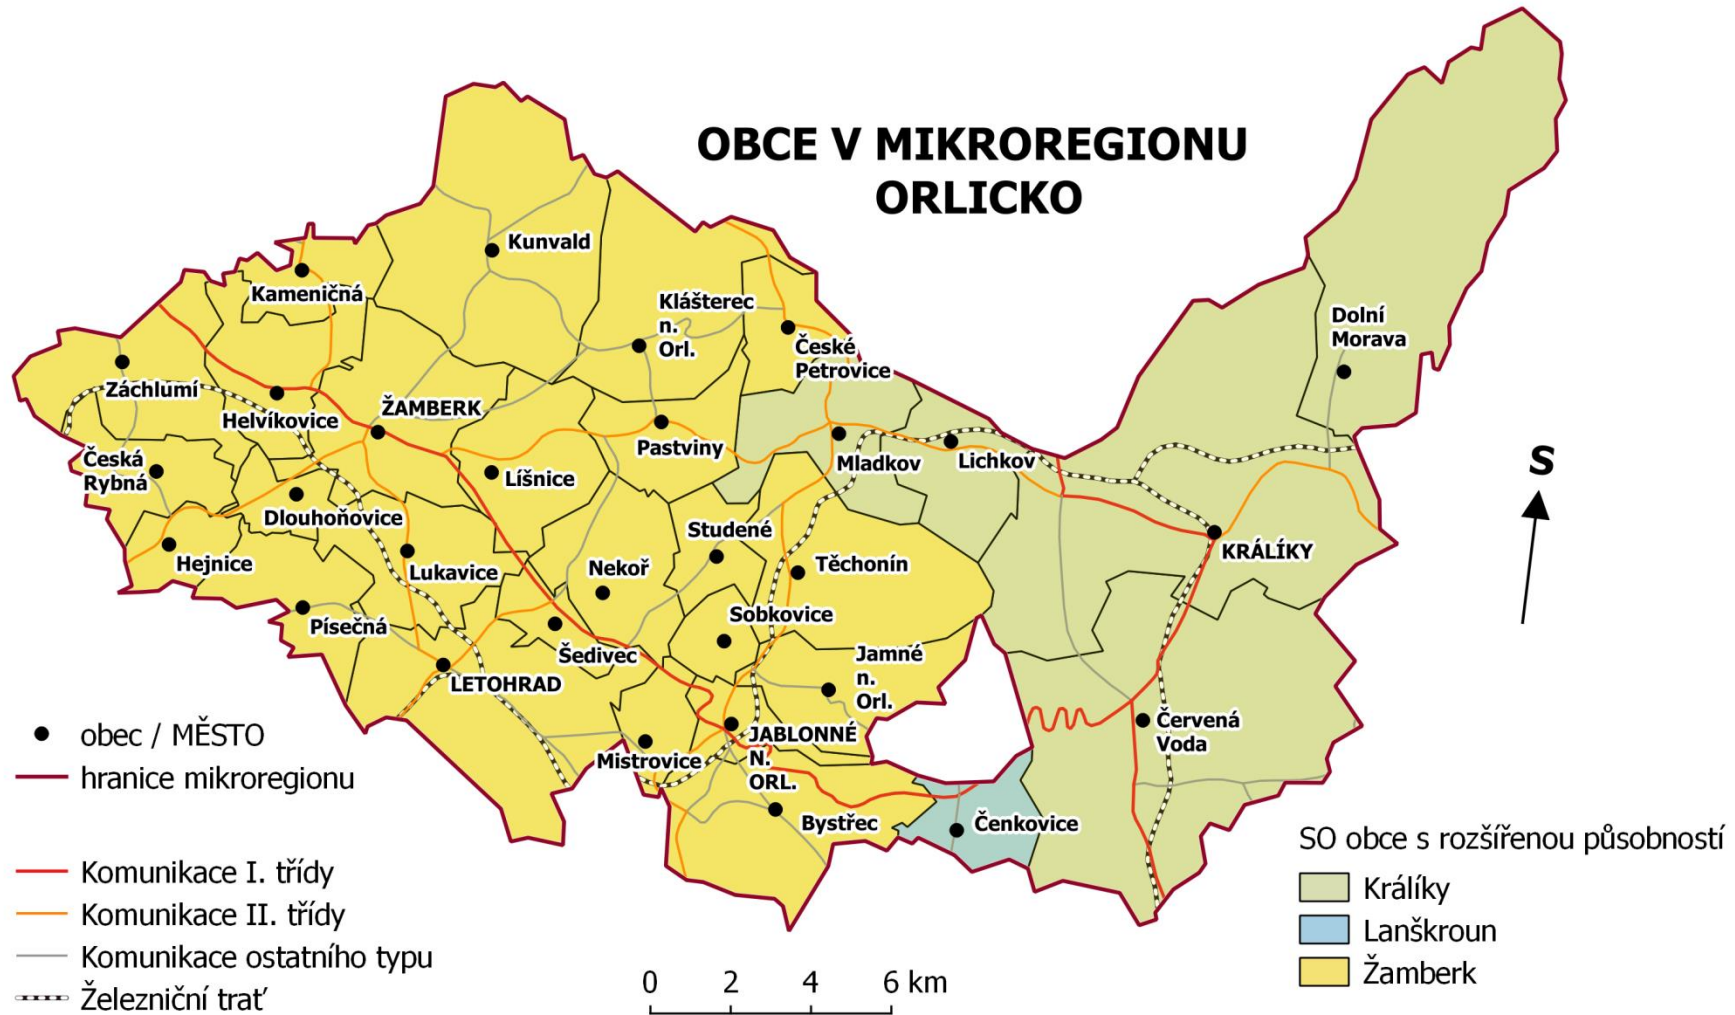 OBCE V MIKROREGIONU
ORLICKO
Kunvald
Kameničná
Klášterec
n.
Orl.
České
Petrovice
Dolní
Morava
Záchlumí
Helvíkovice
ŽAMBERK
Pastviny
Mladkov
Lichkov
Česká
Rybná
Líšnice
S
Dlouhoňovice
Studené
KRÁLÍKY
Hejnice
Lukavice
Nekoř
Těchonín
Písečná
Sobkovice
Šedivec
Jamné
n.
Orl.
LETOHRAD
Mistrovice
JABLONNÉ
N.
ORL.
Červená
Voda
Bystřec
Čenkovice
obec / MĚSTO
hranice mikroregionu
Komunikace I. třídy
Komunikace II. třídy
Komunikace ostatního typu
Železniční trať
0 2 4 6 km
SO obce s rozšířenou působností
Králíky
Lanškroun
Žamberk